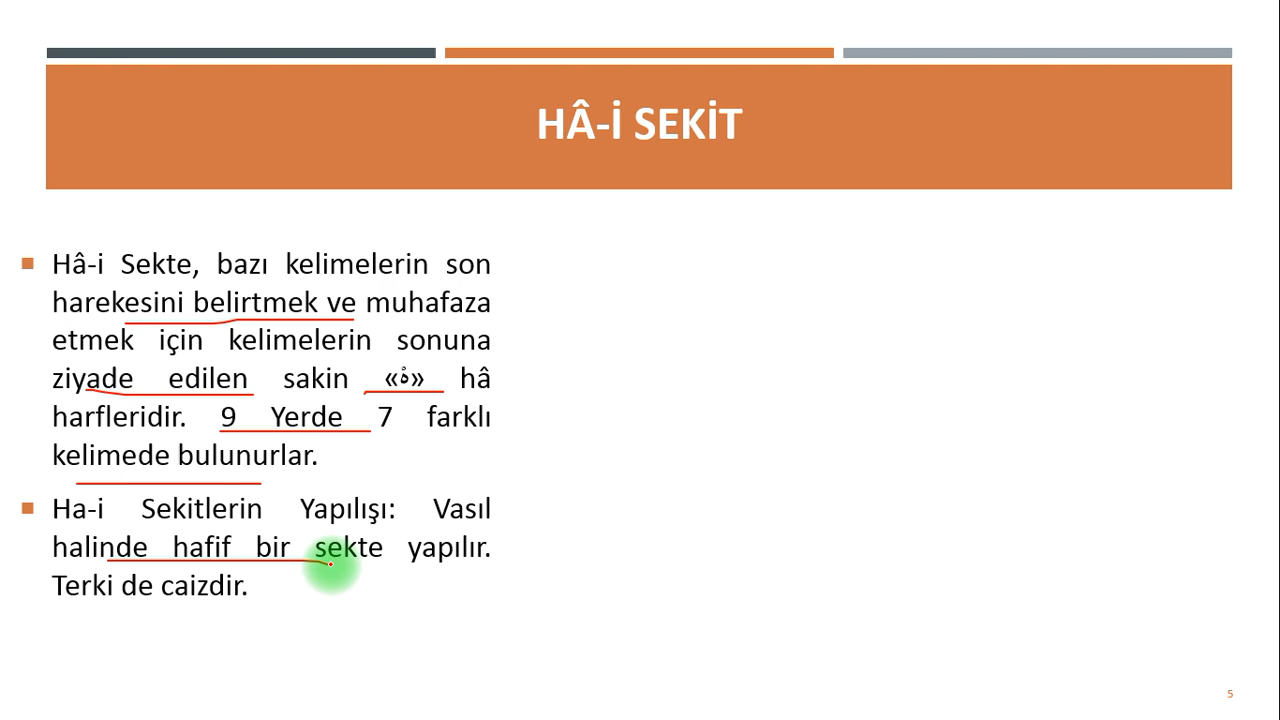 HÂ-İ SEKİT
Hâ-i Sekte, bazı kelimelerin son
harekesini belirtmek ve muhafaza
etmek için kelimelerin sonuna
ziyade edilen sakin «هْ» hâ
harfleridir. 9 Yerde 7 farklı
kelimede bulunurlar.
Ha-i Sekitlerin Yapılışı: Vasıl
halinde hafif bir sekte yapılır.
Terki de caizdir.
5